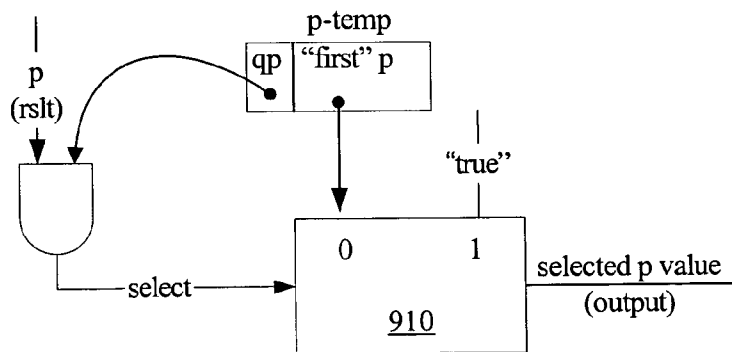 p-temp
qp "first" p
p
(rslt)
"true"
0 1
select
selected p value
(output)
910